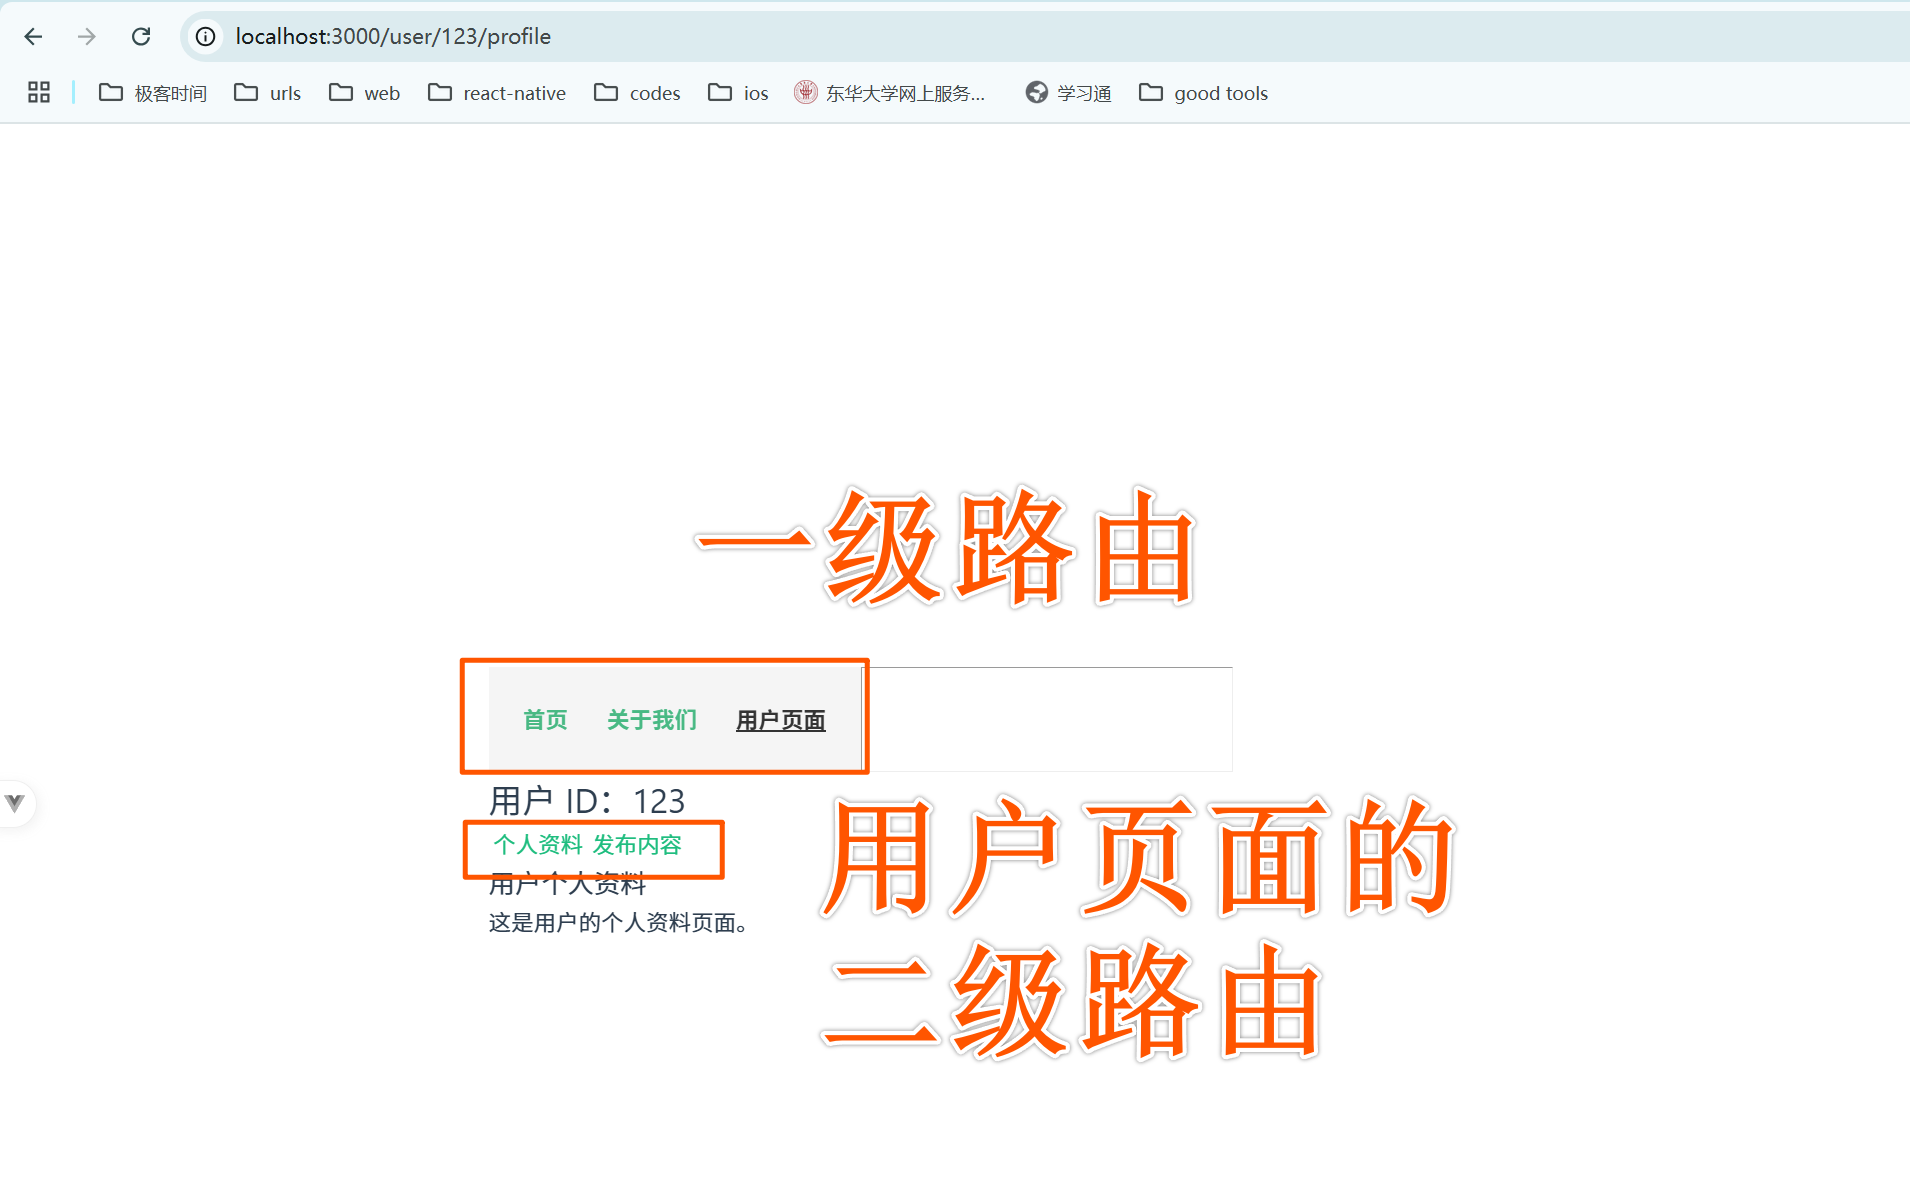 localhost:3000/user/123/profile
极客时间 urls web react-native codes ios 东华大学网上服务... 学习通 good tools
一级路由
首页 关于我们 用户页面
用户 ID：123
个人资料 发布内容
用户个人资料
这是用户的个人资料页面。
用户页面的
二级路由